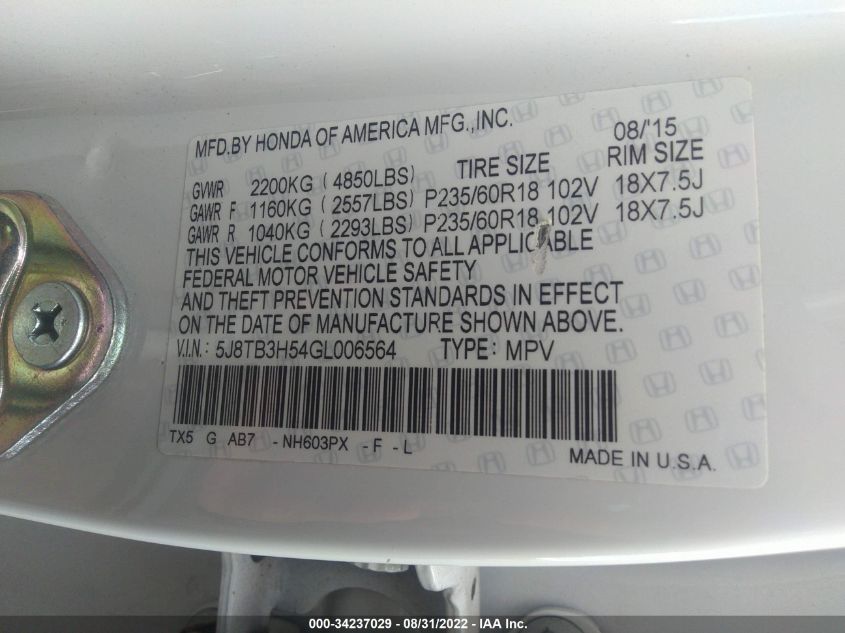 MFD.BY HONDA OF AMERICA MFG.,INC. 08/'15
TIRE SIZE RIM SIZE
GVWR 2200KG ( 4850LBS)
GAWR F 1160KG ( 2557LBS) P235/60R18 102V 18X7.5J
GAWR R 1040KG ( 2293LBS) P235/60R18 102V 18X7.5J
THIS VEHICLE CONFORMS TO ALL APPLICABLE
FEDERAL MOTOR VEHICLE SAFETY
AND THEFT PREVENTION STANDARDS IN EFFECT
ON THE DATE OF MANUFACTURE SHOWN ABOVE.
V.I.N.: 5J8TB3H54GL006564 TYPE: MPV
TX5 G AB7 -NH603PX -F -L
MADE IN U.S.A.
000-34237029 - 08/31/2022 - IAA Inc.